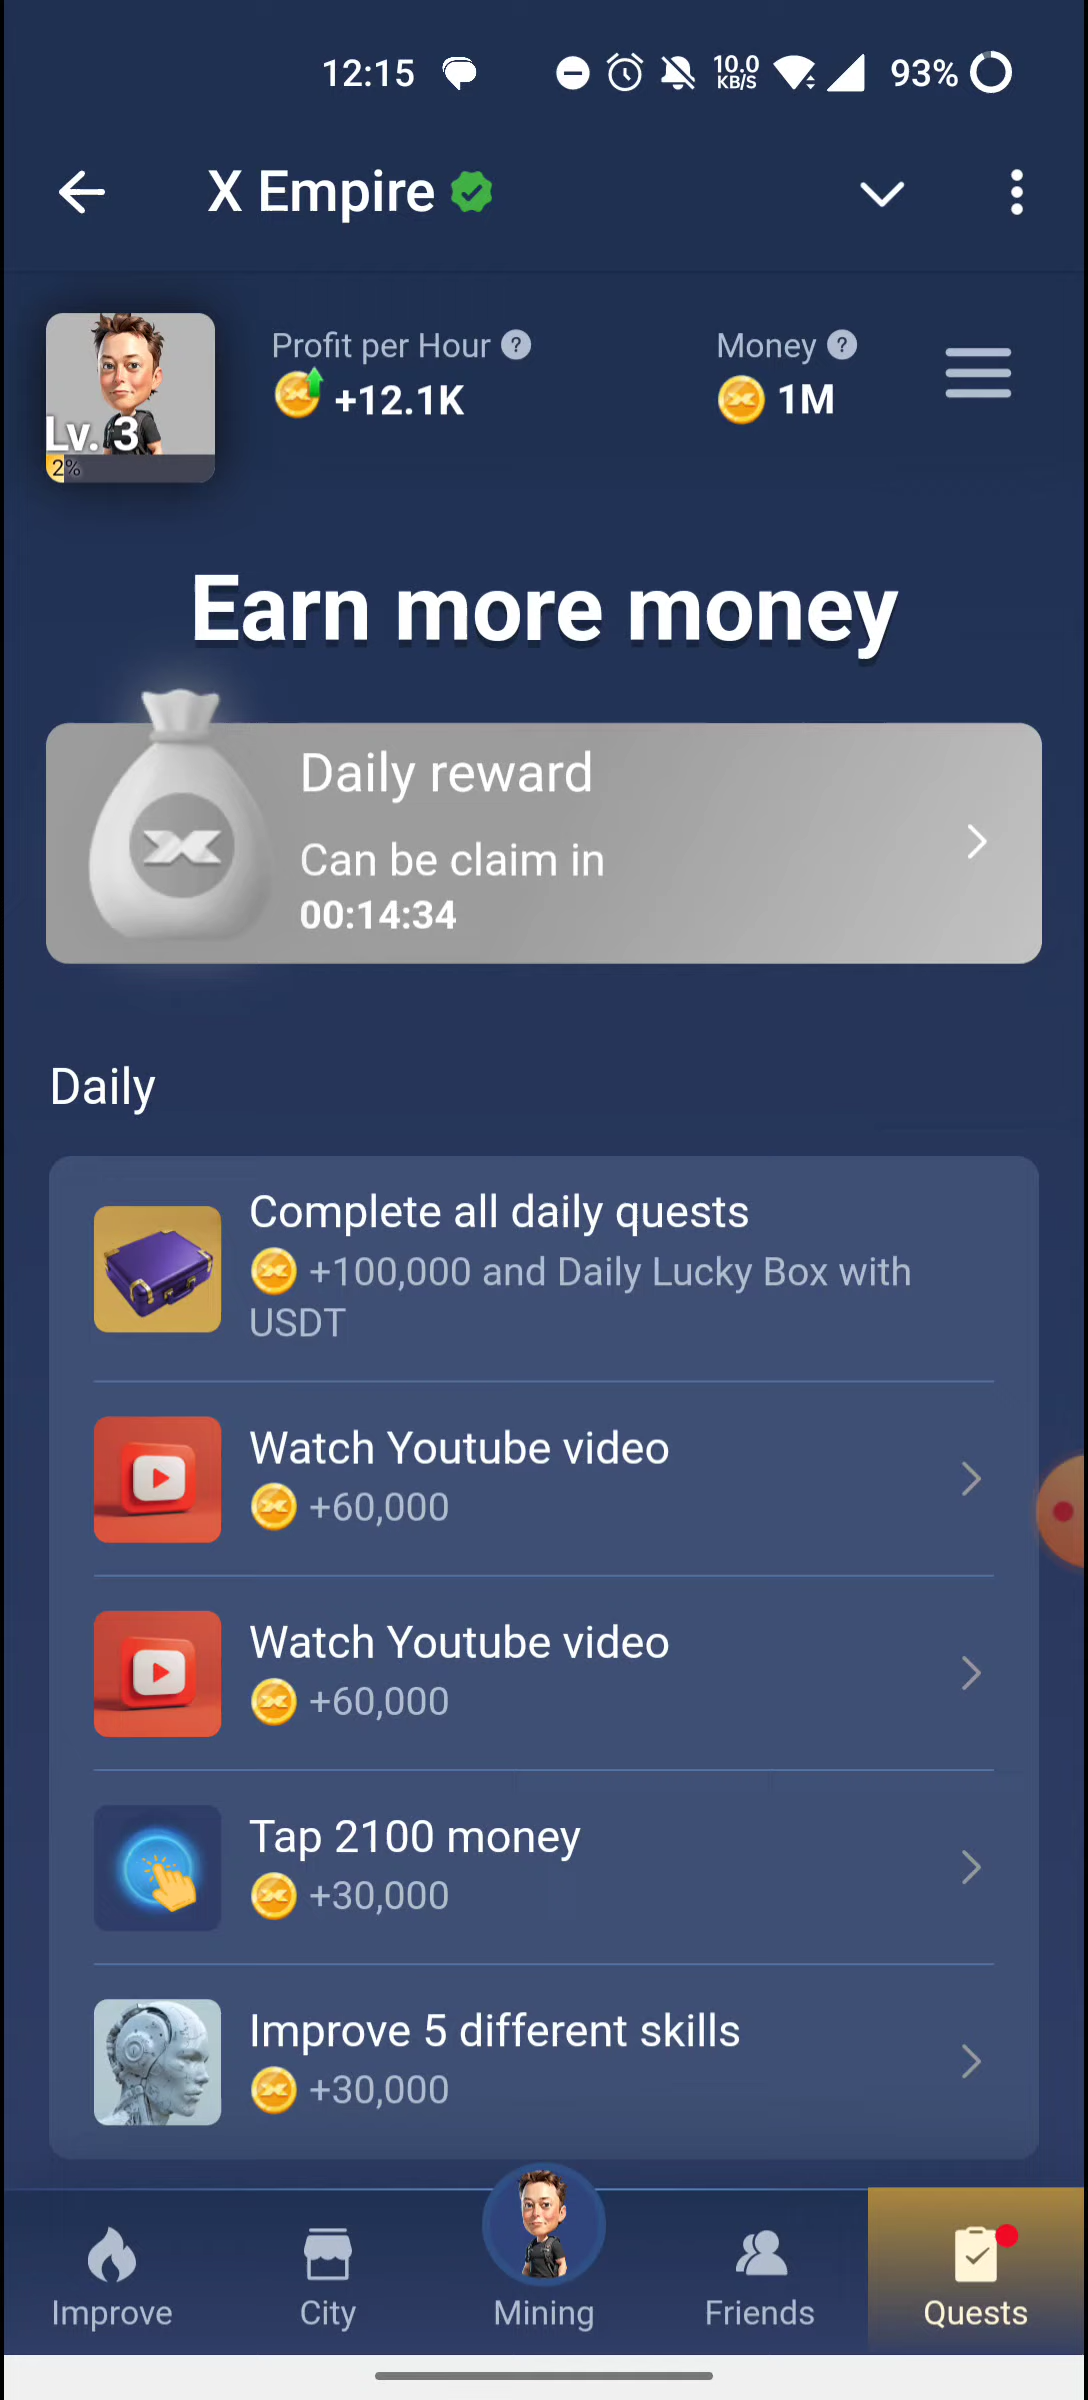 12:15
10.0
KB/S
93%
X Empire
Profit per Hour ?
+12.1K
Money ?
1M
Lv. 3
2%
Earn more money
Daily reward
Can be claim in
00:14:34
Daily
Complete all daily quests
+100,000 and Daily Lucky Box with
USDT
Watch Youtube video
+60,000
Watch Youtube video
+60,000
Tap 2100 money
+30,000
Improve 5 different skills
+30,000
Improve
City
Mining
Friends
Quests